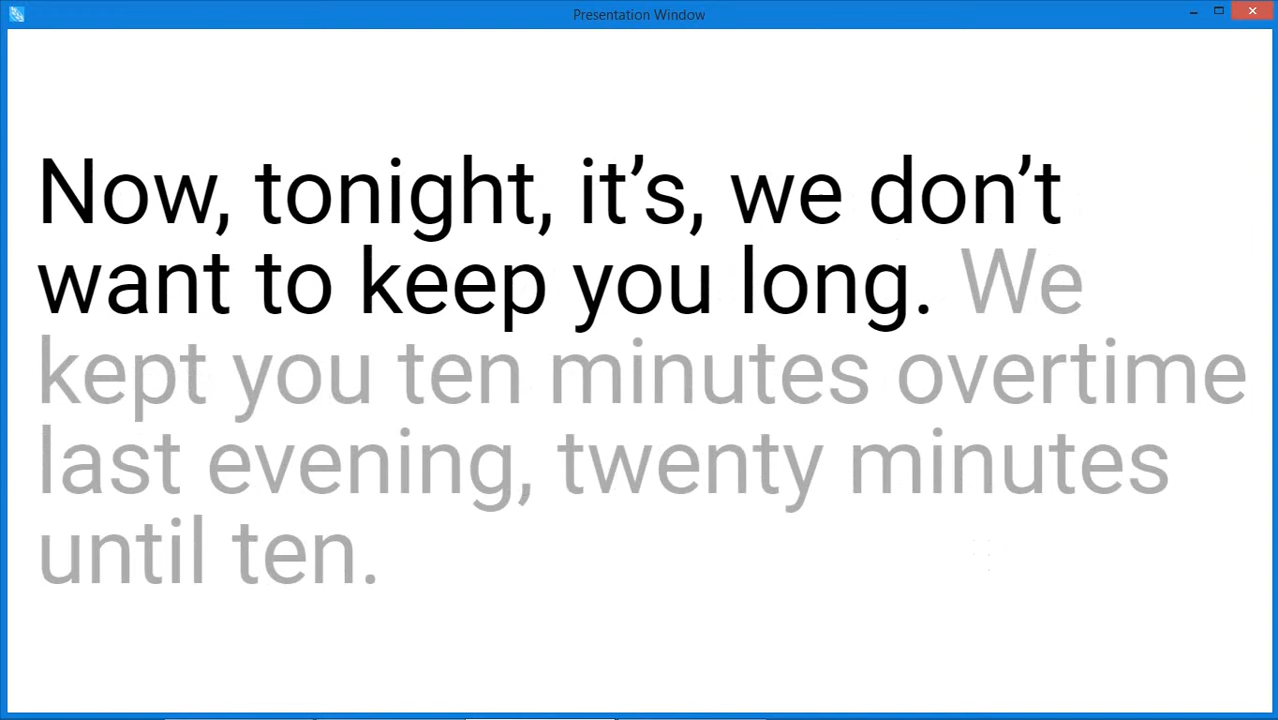 Presentation Window
Now, tonight, it’s, we don’t
want to keep you long. We
kept you ten minutes overtime
last evening, twenty minutes
until ten.